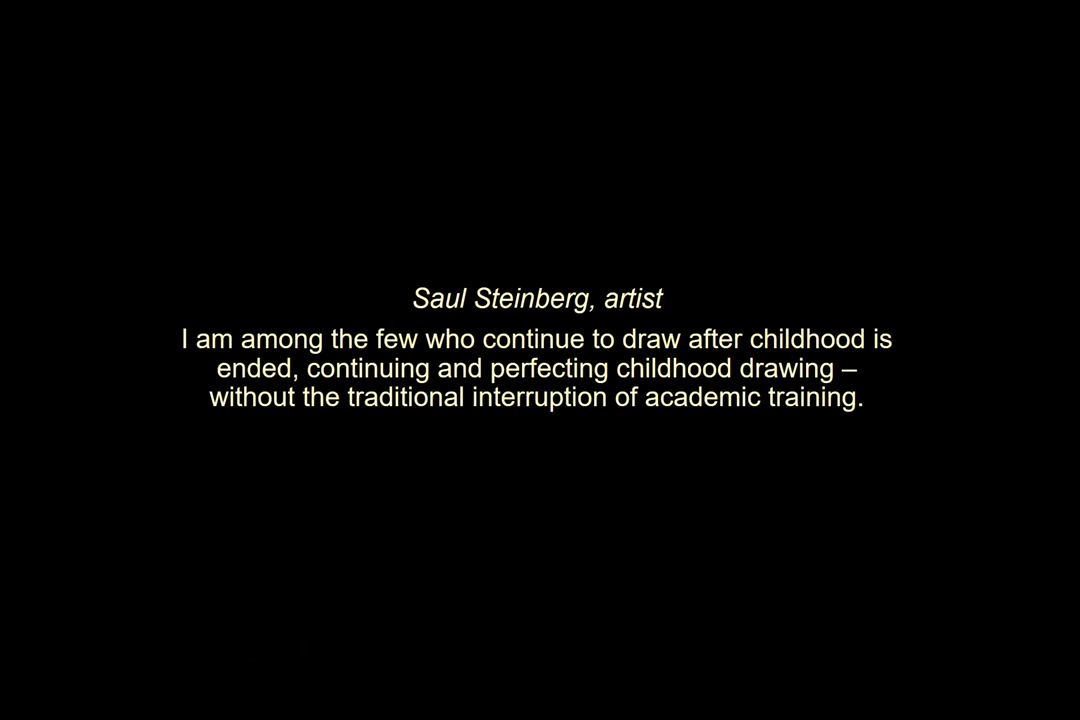 Saul Steinberg, artist
I am among the few who continue to draw after childhood is
ended, continuing and perfecting childhood drawing –
without the traditional interruption of academic training.